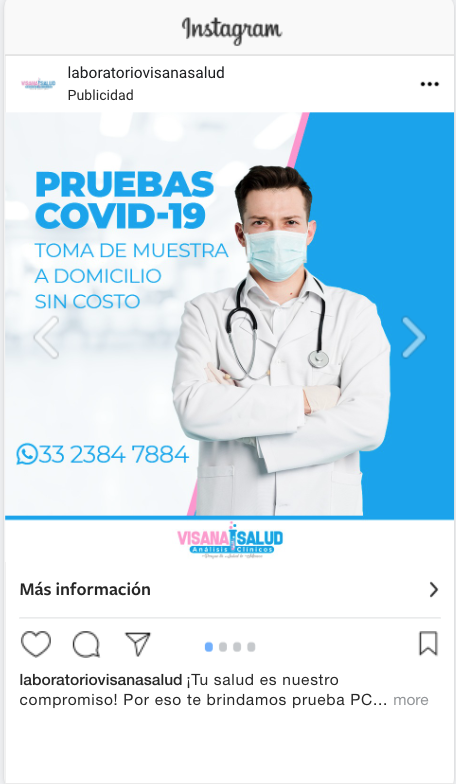 Instagram
laboratoriovisanasalud
Publicidad
PRUEBAS
COVID-19
TOMA DE MUESTRA
A DOMICILIO
SIN COSTO
33 2384 7884
VISANA SALUD
Análisis Clínicos
Más información
laboratoriovisanasalud ¡Tu salud es nuestro
compromiso! Por eso te brindamos prueba PC... more